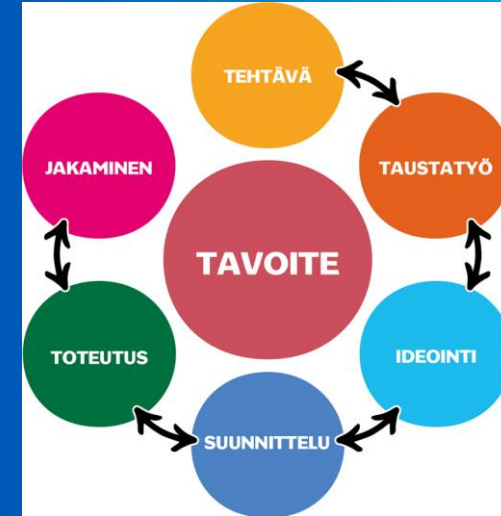 TEHTÄVÄ
JAKAMINEN
TAUSTATYÖ
TAVOITE
TOTEUTUS
IDEOINTI
SUUNNITTELU